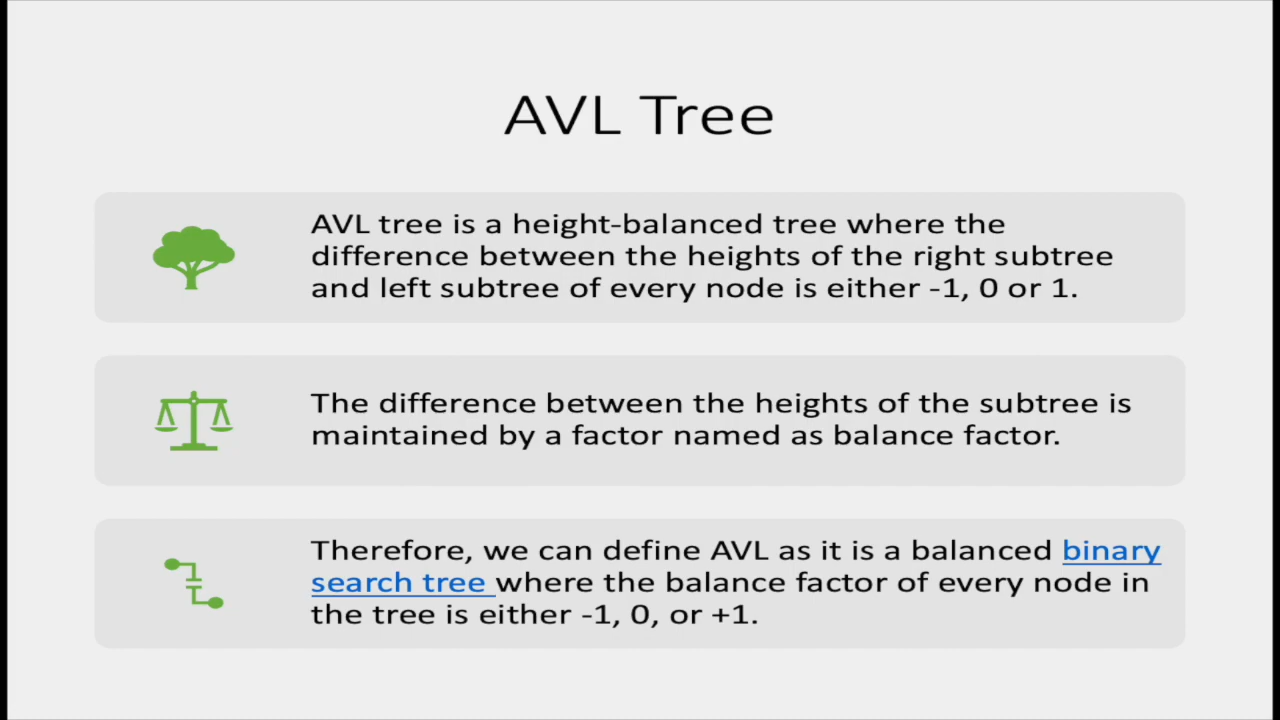 AVL Tree
AVL tree is a height-balanced tree where the
difference between the heights of the right subtree
and left subtree of every node is either -1, 0 or 1.
The difference between the heights of the subtree is
maintained by a factor named as balance factor.
Therefore, we can define AVL as it is a balanced binary
search tree where the balance factor of every node in
the tree is either -1, 0, or +1.